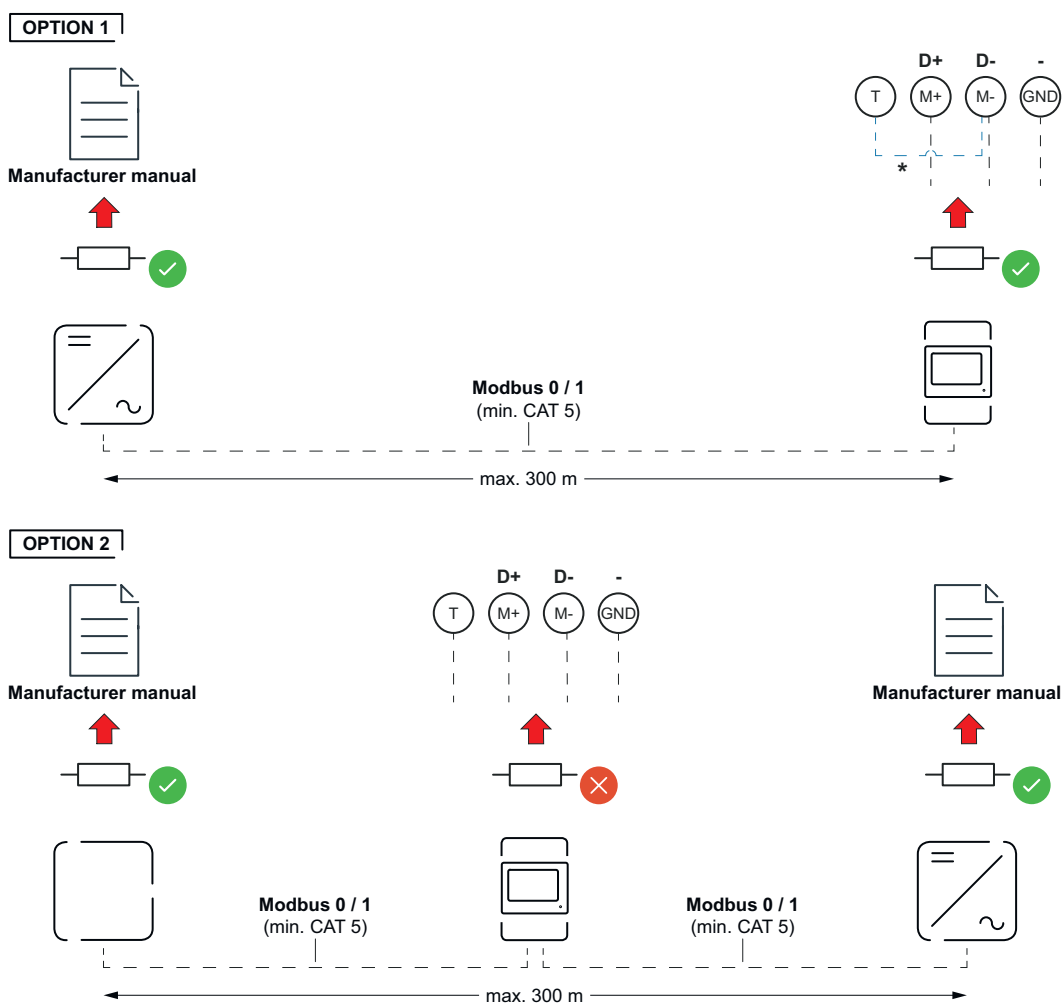 OPTION 1
D+ D- -
T M+ M- GND
*
Manufacturer manual
Modbus 0 / 1
(min. CAT 5)
max. 300 m
OPTION 2
D+ D- -
T M+ M- GND
Manufacturer manual
Manufacturer manual
Modbus 0 / 1
(min. CAT 5)
Modbus 0 / 1
(min. CAT 5)
max. 300 m